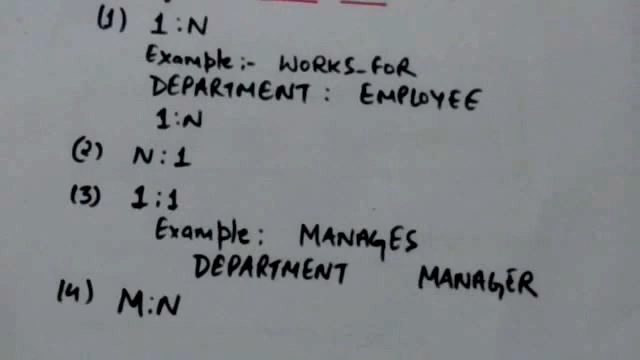 (1) 1:N
Example:- WORKS_FOR
DEPARTMENT : EMPLOYEE
1:N
(2) N:1
(3) 1:1
Example: MANAGES
DEPARTMENT MANAGER
(4) M:N